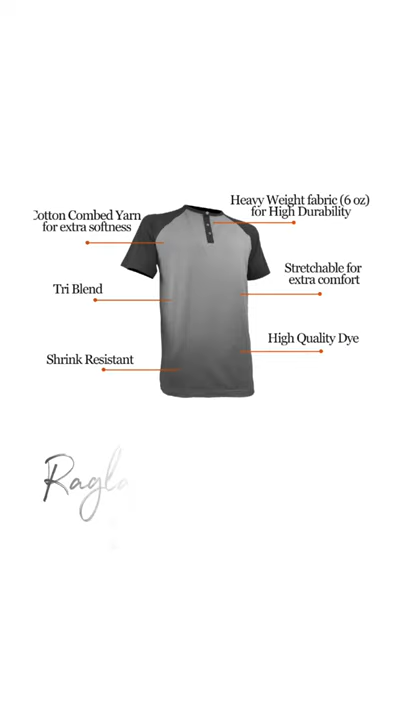 Cotton Combed Yarn
for extra softness
Heavy Weight fabric (6 oz)
for High Durability
Stretchable for
extra comfort
Tri Blend
High Quality Dye
Shrink Resistant
Ragla